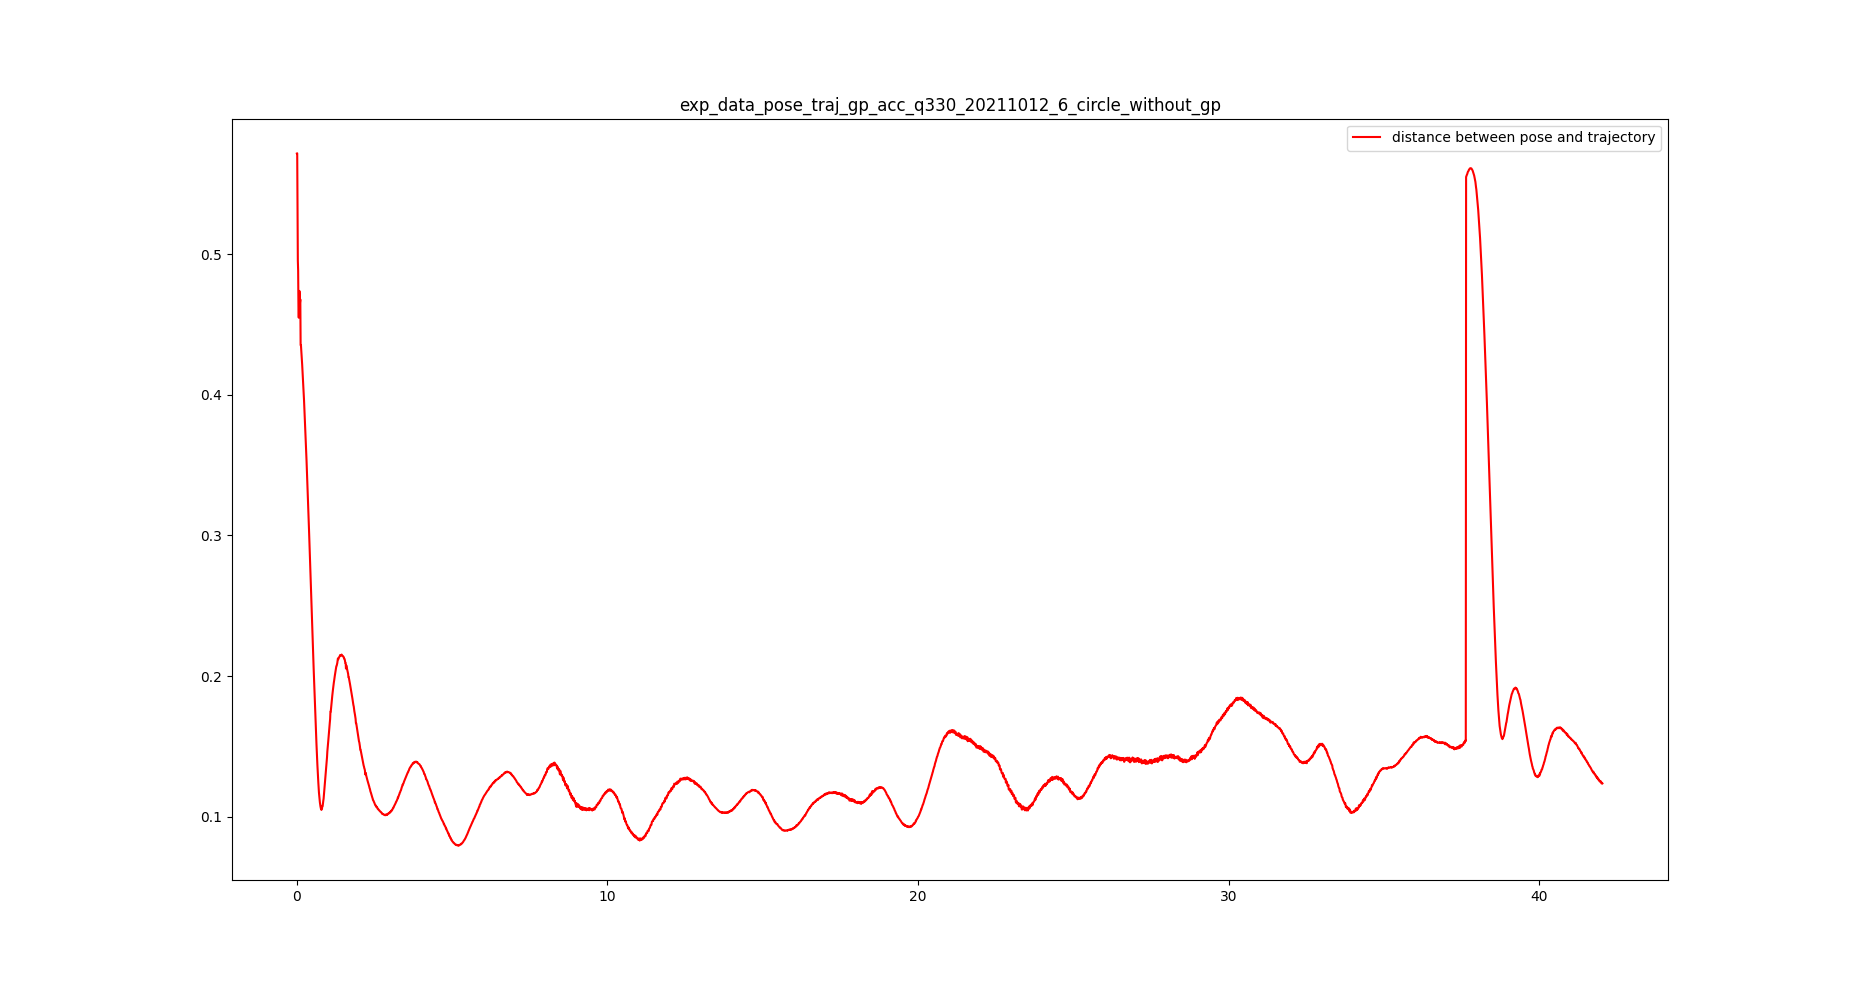 exp_data_pose_traj_gp_acc_q330_20211012_6_circle_without_gp
distance between pose and trajectory
0.5
0.4
0.3
0.2
0.1
0 10 20 30 40